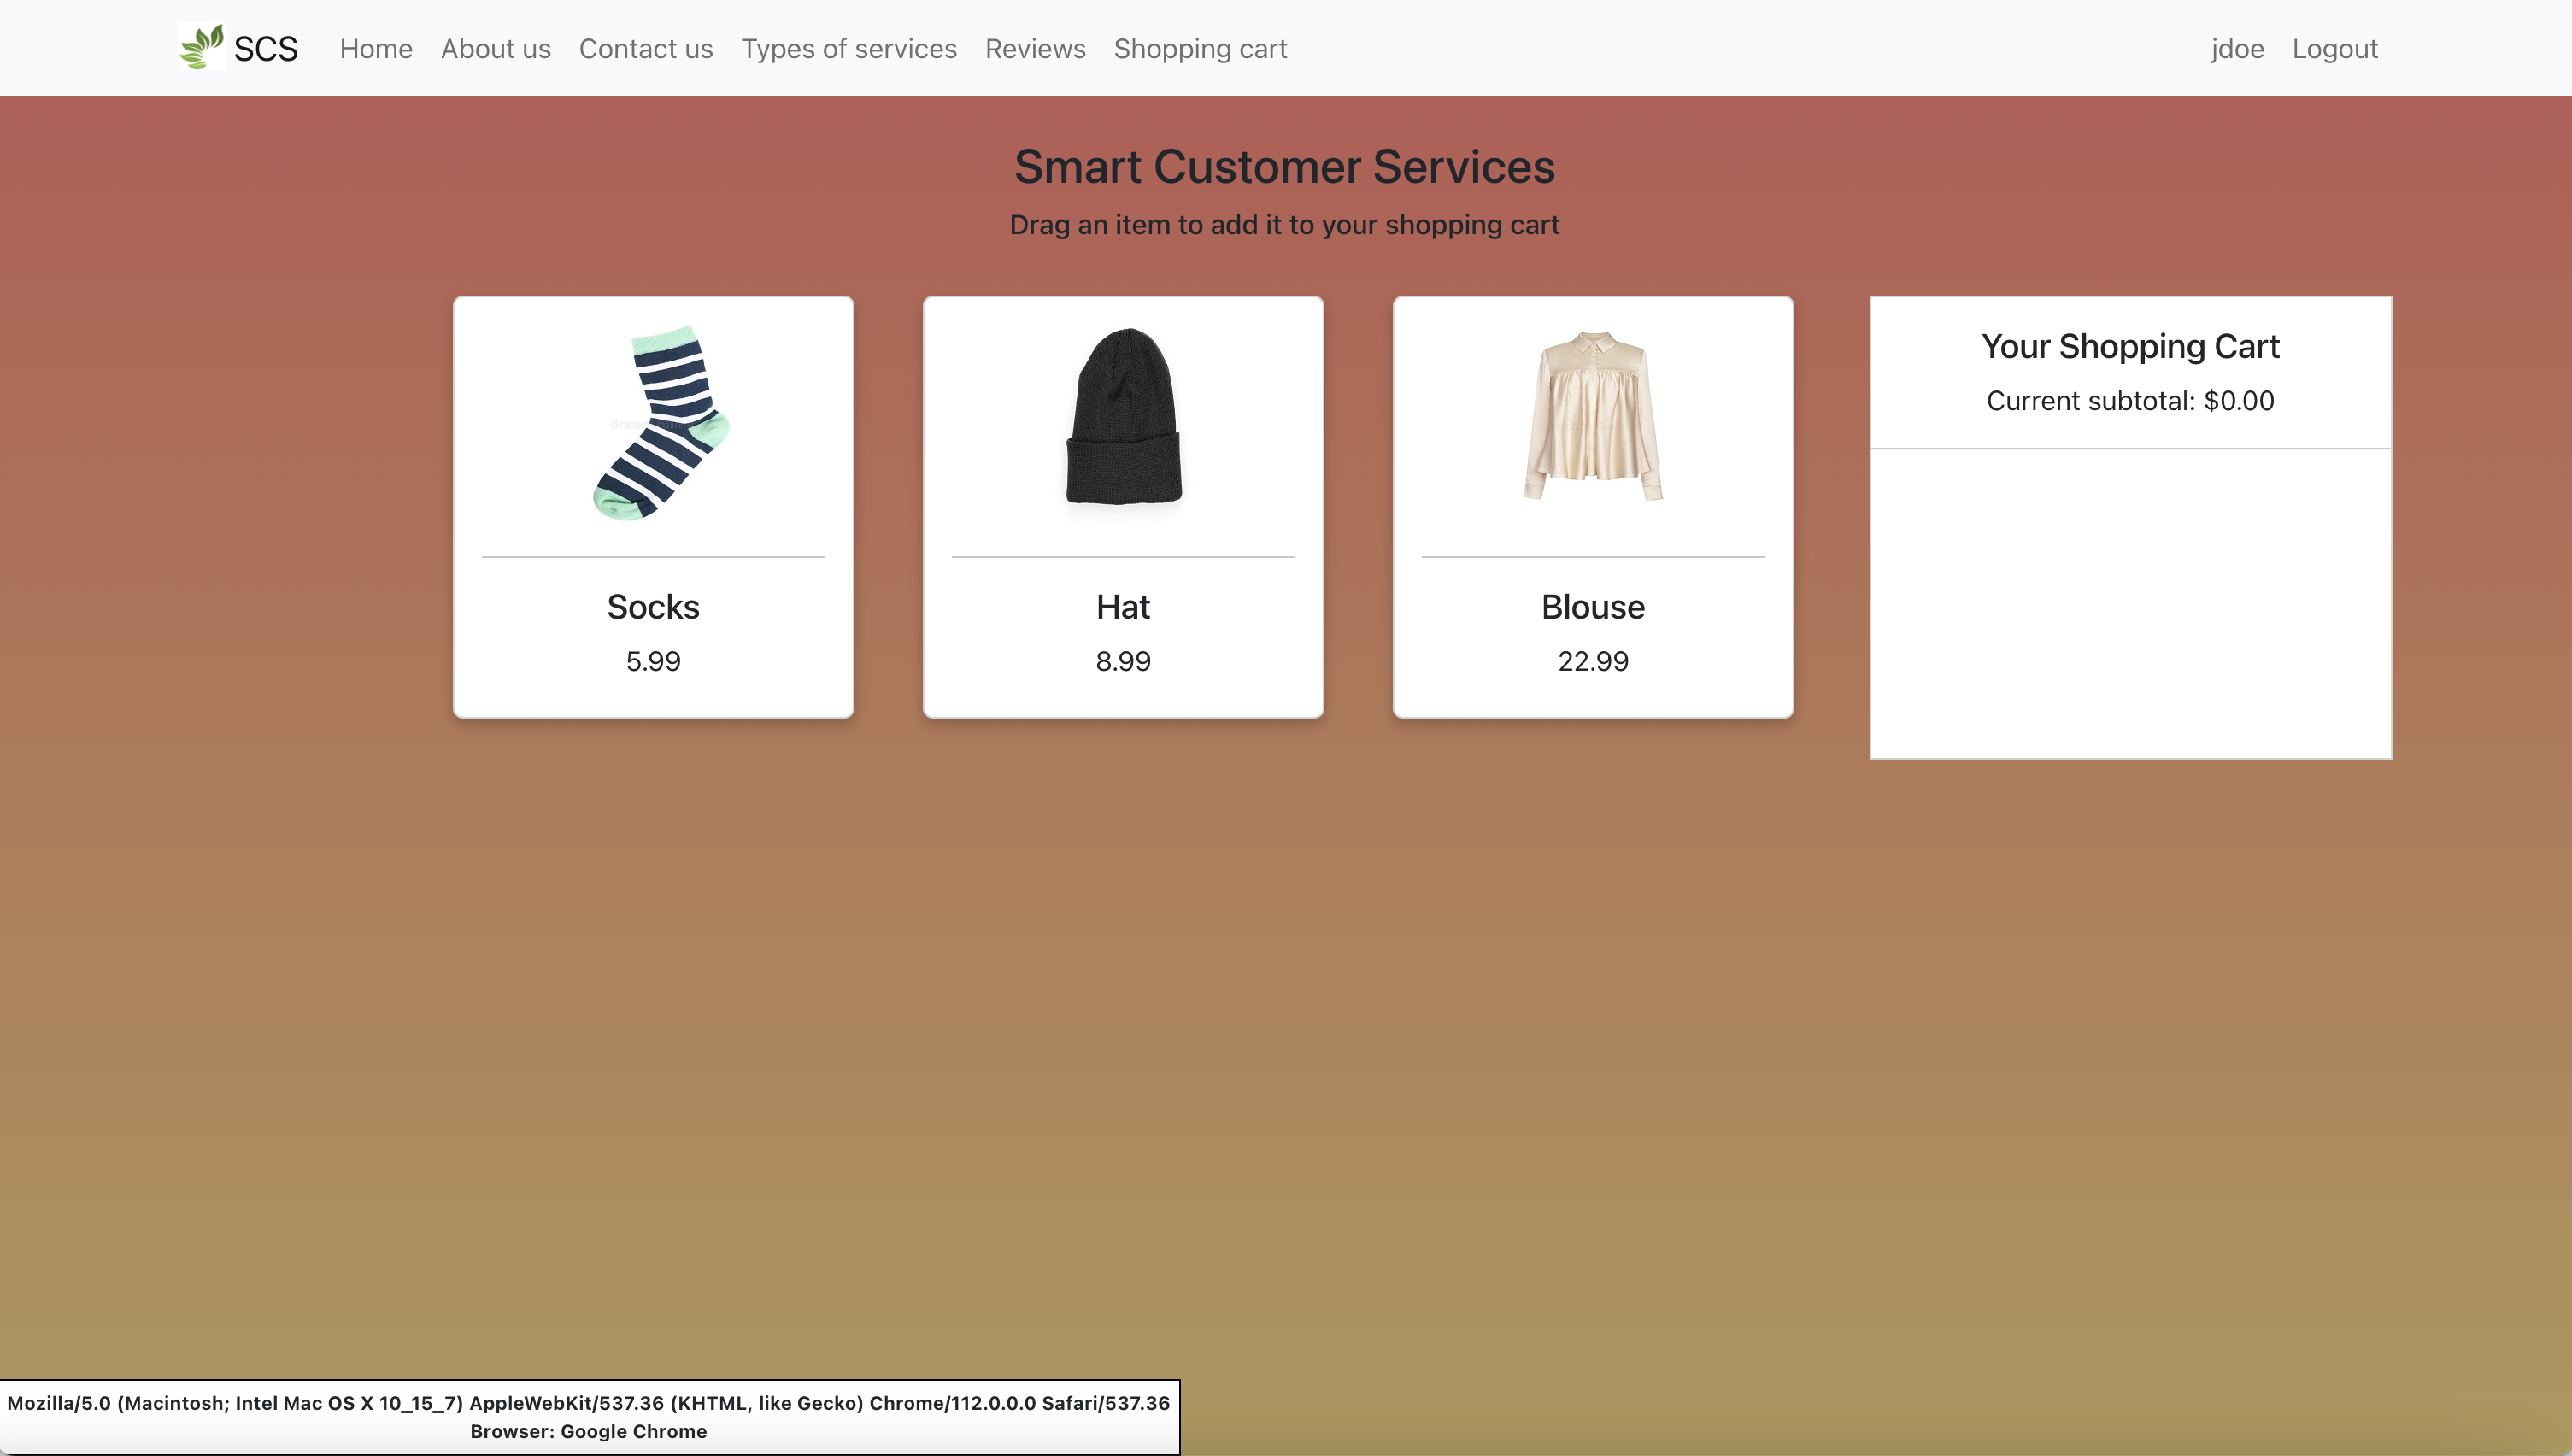 SCS Home About us Contact us Types of services Reviews Shopping cart jdoe Logout
Smart Customer Services
Drag an item to add it to your shopping cart
Socks
5.99
Hat
8.99
Blouse
22.99
Your Shopping Cart
Current subtotal: $0.00
Mozilla/5.0 (Macintosh; Intel Mac OS X 10_15_7) AppleWebKit/537.36 (KHTML, like Gecko) Chrome/112.0.0.0 Safari/537.36
Browser: Google Chrome